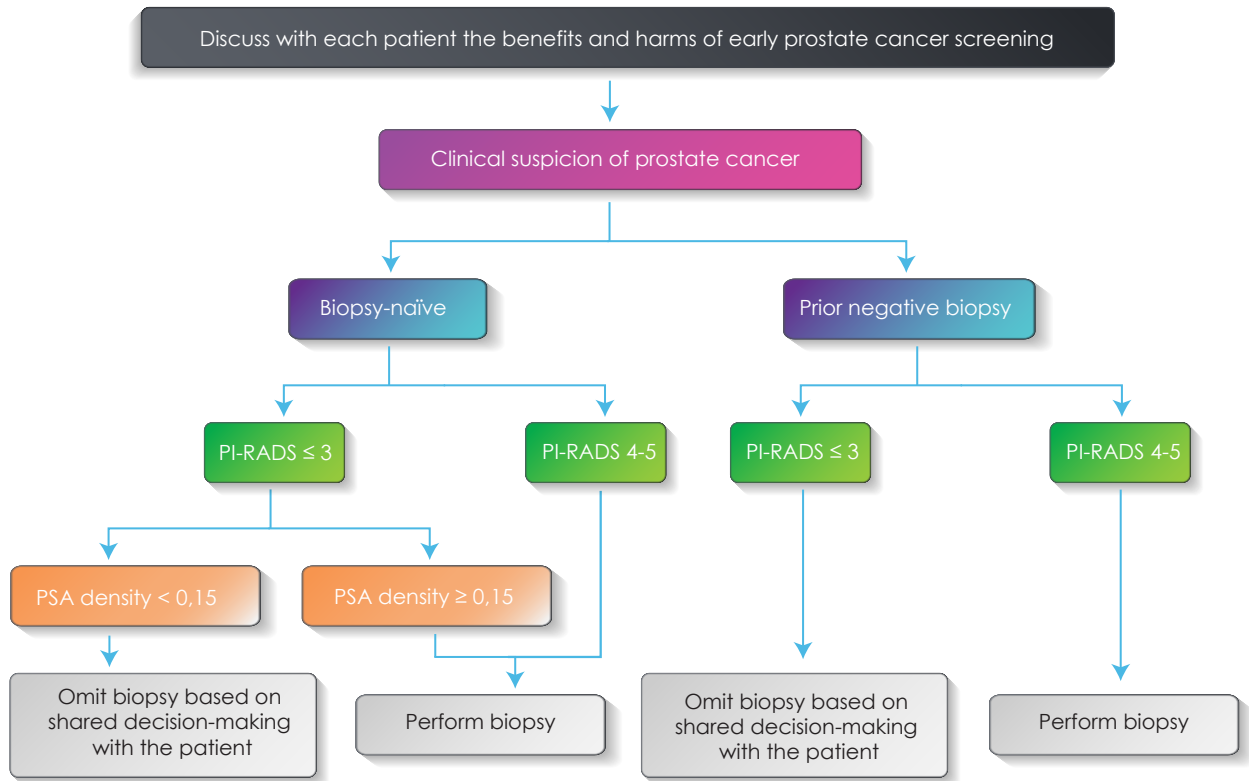 Discuss with each patient the benefits and harms of early prostate cancer screening
Clinical suspicion of prostate cancer
Biopsy-naïve
Prior negative biopsy
PI-RADS ≤ 3
PI-RADS 4-5
PI-RADS ≤ 3
PI-RADS 4-5
PSA density < 0,15
PSA density ≥ 0,15
Omit biopsy based on
shared decision-making
with the patient
Perform biopsy
Omit biopsy based on
shared decision-making
with the patient
Perform biopsy